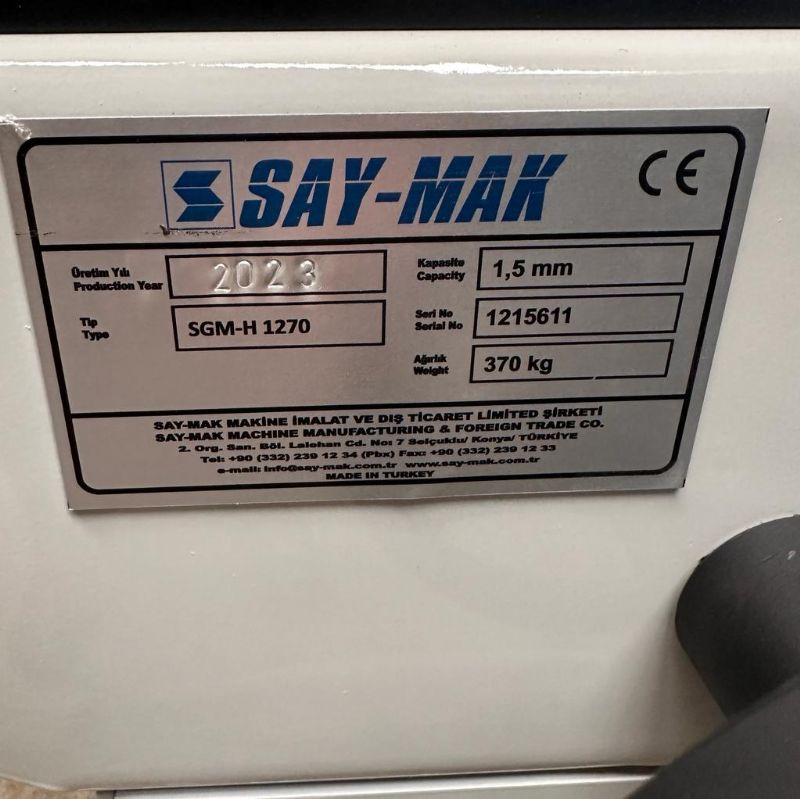 SAY-MAK CE
Üretim Yılı
Production Year
2023
Kapasite
Capacity
1,5 mm
Tip
Type
SGM-H 1270
Seri No
Serial No
1215611
Ağırlık
Weight
370 kg
SAY-MAK MAKİNE İMALAT VE DIŞ TİCARET LİMİTED ŞİRKETİ
SAY-MAK MACHINE MANUFACTURING & FOREIGN TRADE CO.
2. Org. San. Böl. Lalehan Cd. No: 7 Selçuklu/ Konya/ TÜRKİYE
Tel: +90 (332) 239 12 34 (Pbx) Fax: +90 (332) 239 12 33
e-mail: info@say-mak.com.tr www.say-mak.com.tr
MADE IN TURKEY